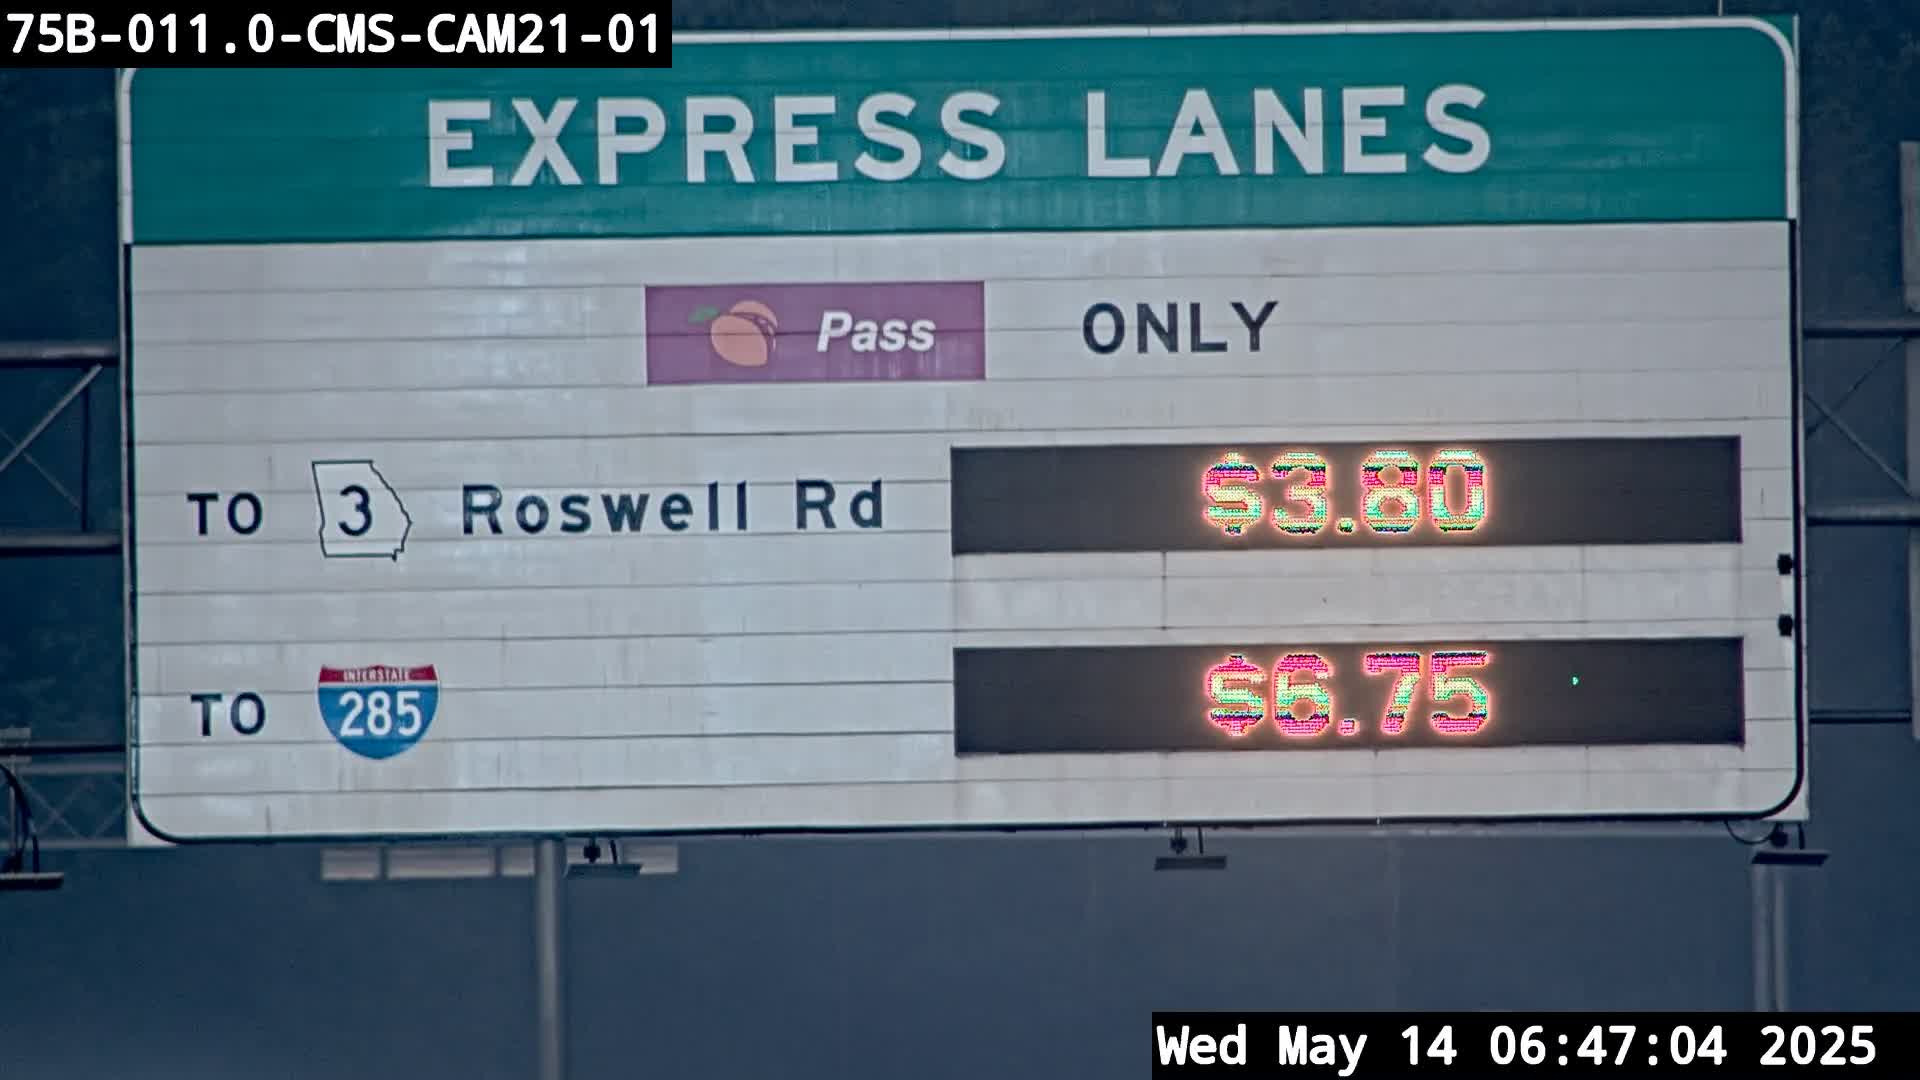 75B-011.0-CMS-CAM21-01
EXPRESS LANES
Pass ONLY
TO 3 Roswell Rd $3.80
INTERSTATE
TO 285 $6.75
Wed May 14 06:47:04 2025